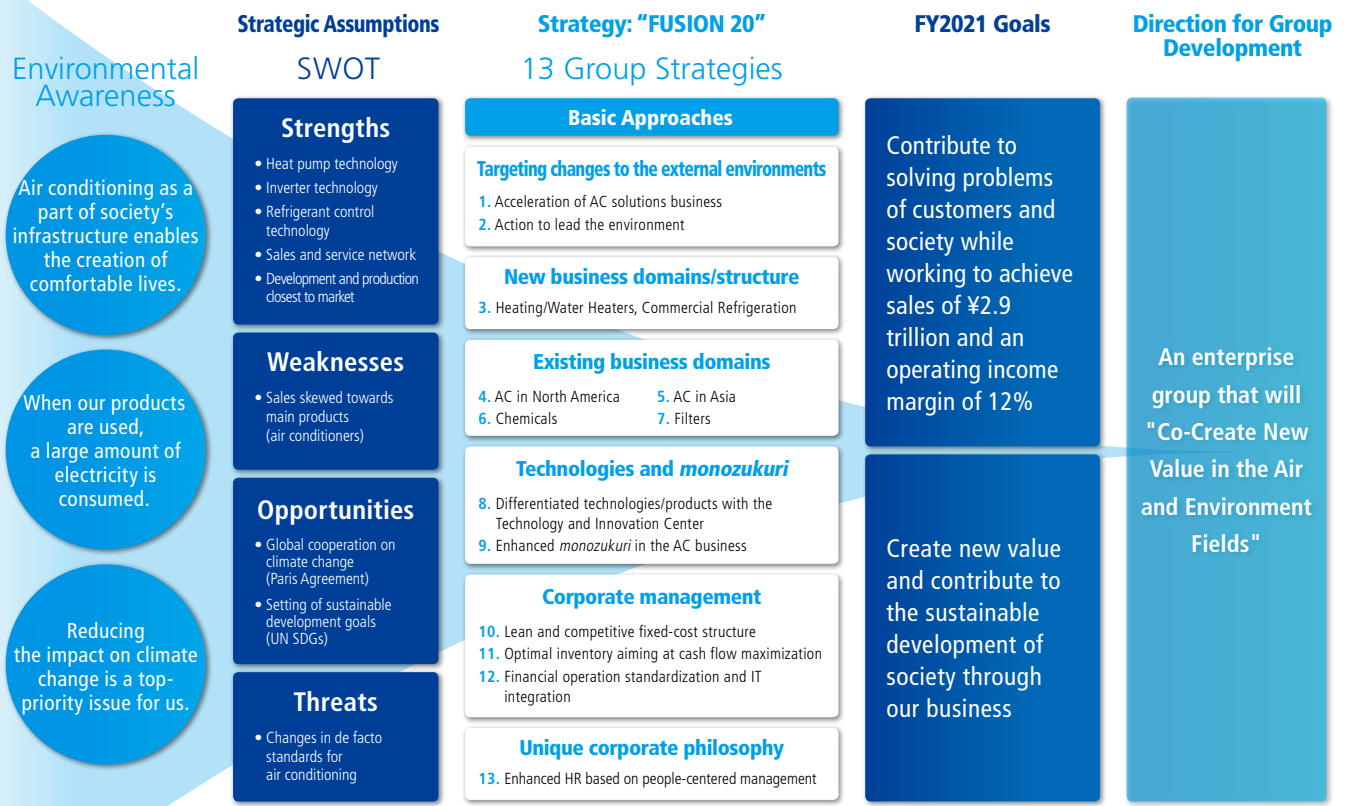 Environmental
Awareness
Air conditioning as a
part of society's
infrastructure enables
the creation of
comfortable lives.
When our products
are used,
a large amount of
electricity is
consumed.
Reducing
the impact on climate
change is a top-
priority issue for us.
Strategic Assumptions
SWOT
Strengths
• Heat pump technology
• Inverter technology
• Refrigerant control
technology
• Sales and service network
• Development and production
closest to market
Weaknesses
• Sales skewed towards
main products
(air conditioners)
Opportunities
• Global cooperation on
climate change
(Paris Agreement)
• Setting of sustainable
development goals
(UN SDGs)
Threats
• Changes in de facto
standards for
air conditioning
Strategy: “FUSION 20”
13 Group Strategies
Basic Approaches
Targeting changes to the external environments
1. Acceleration of AC solutions business
2. Action to lead the environment
New business domains/structure
3. Heating/Water Heaters, Commercial Refrigeration
Existing business domains
4. AC in North America 5. AC in Asia
6. Chemicals 7. Filters
Technologies and monozukuri
8. Differentiated technologies/products with the
Technology and Innovation Center
9. Enhanced monozukuri in the AC business
Corporate management
10. Lean and competitive fixed-cost structure
11. Optimal inventory aiming at cash flow maximization
12. Financial operation standardization and IT
integration
Unique corporate philosophy
13. Enhanced HR based on people-centered management
FY2021 Goals
Contribute to
solving problems
of customers and
society while
working to achieve
sales of ¥2.9
trillion and an
operating income
margin of 12%
Create new value
and contribute to
the sustainable
development of
society through
our business
Direction for Group
Development
An enterprise
group that will
"Co-Create New
Value in the Air
and Environment
Fields"